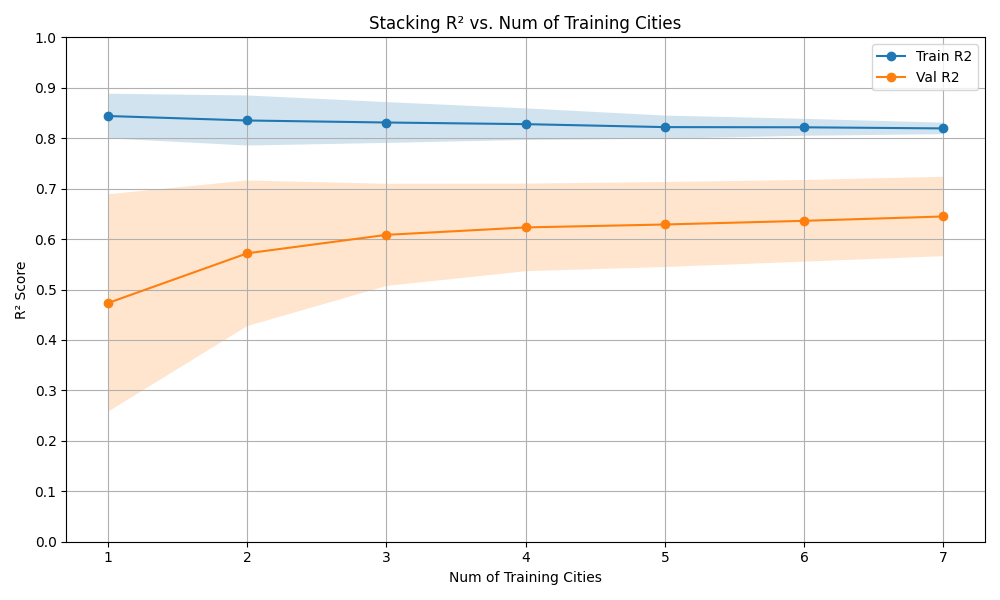 Stacking R² vs. Num of Training Cities
Train R2
Val R2
R² Score
1.0
0.9
0.8
0.7
0.6
0.5
0.4
0.3
0.2
0.1
0.0
1 2 3 4 5 6 7
Num of Training Cities